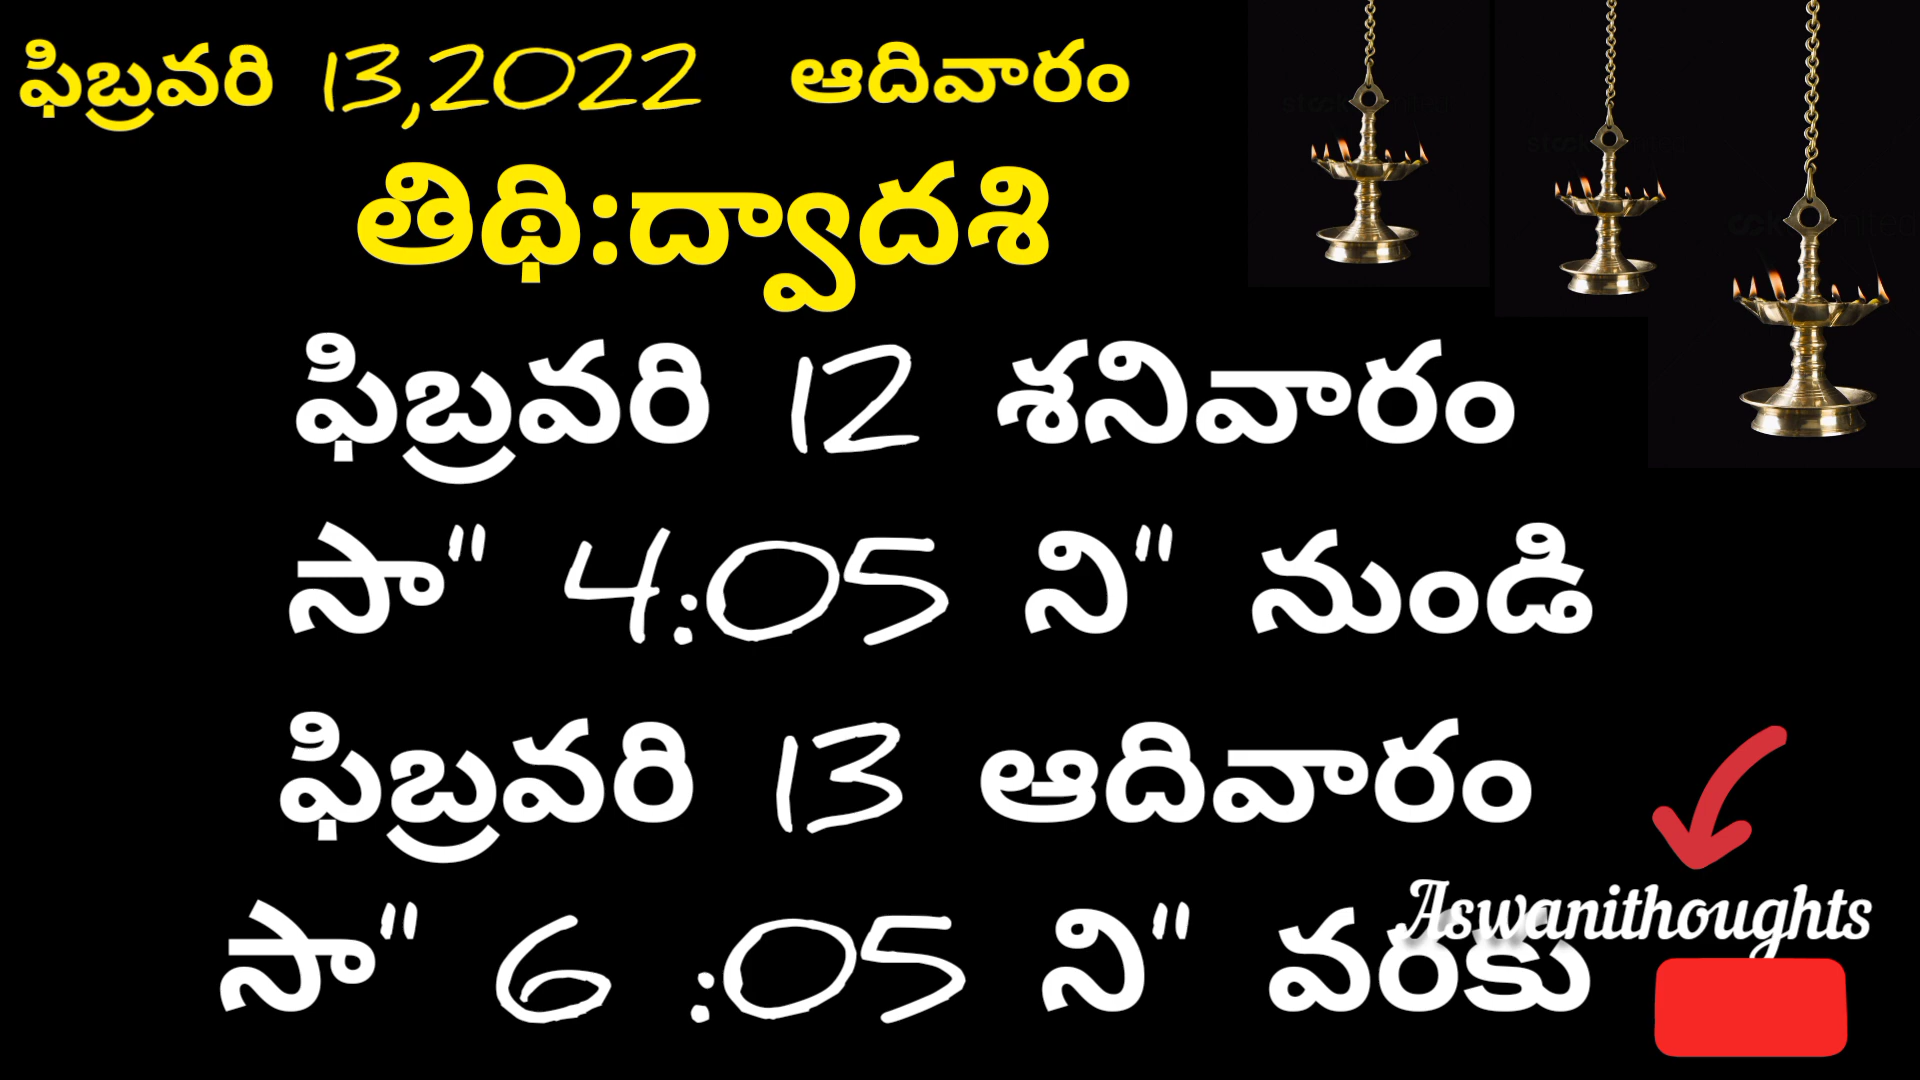 ఫిబ్రవరి 13,2022 ఆదివారం
తిథి:ద్వాదశి
ఫిబ్రవరి 12 శనివారం
సా" 4:05 ని" నుండి
ఫిబ్రవరి 13 ఆదివారం
సా" 6 :05 ని" వరకు
Aswanithoughts